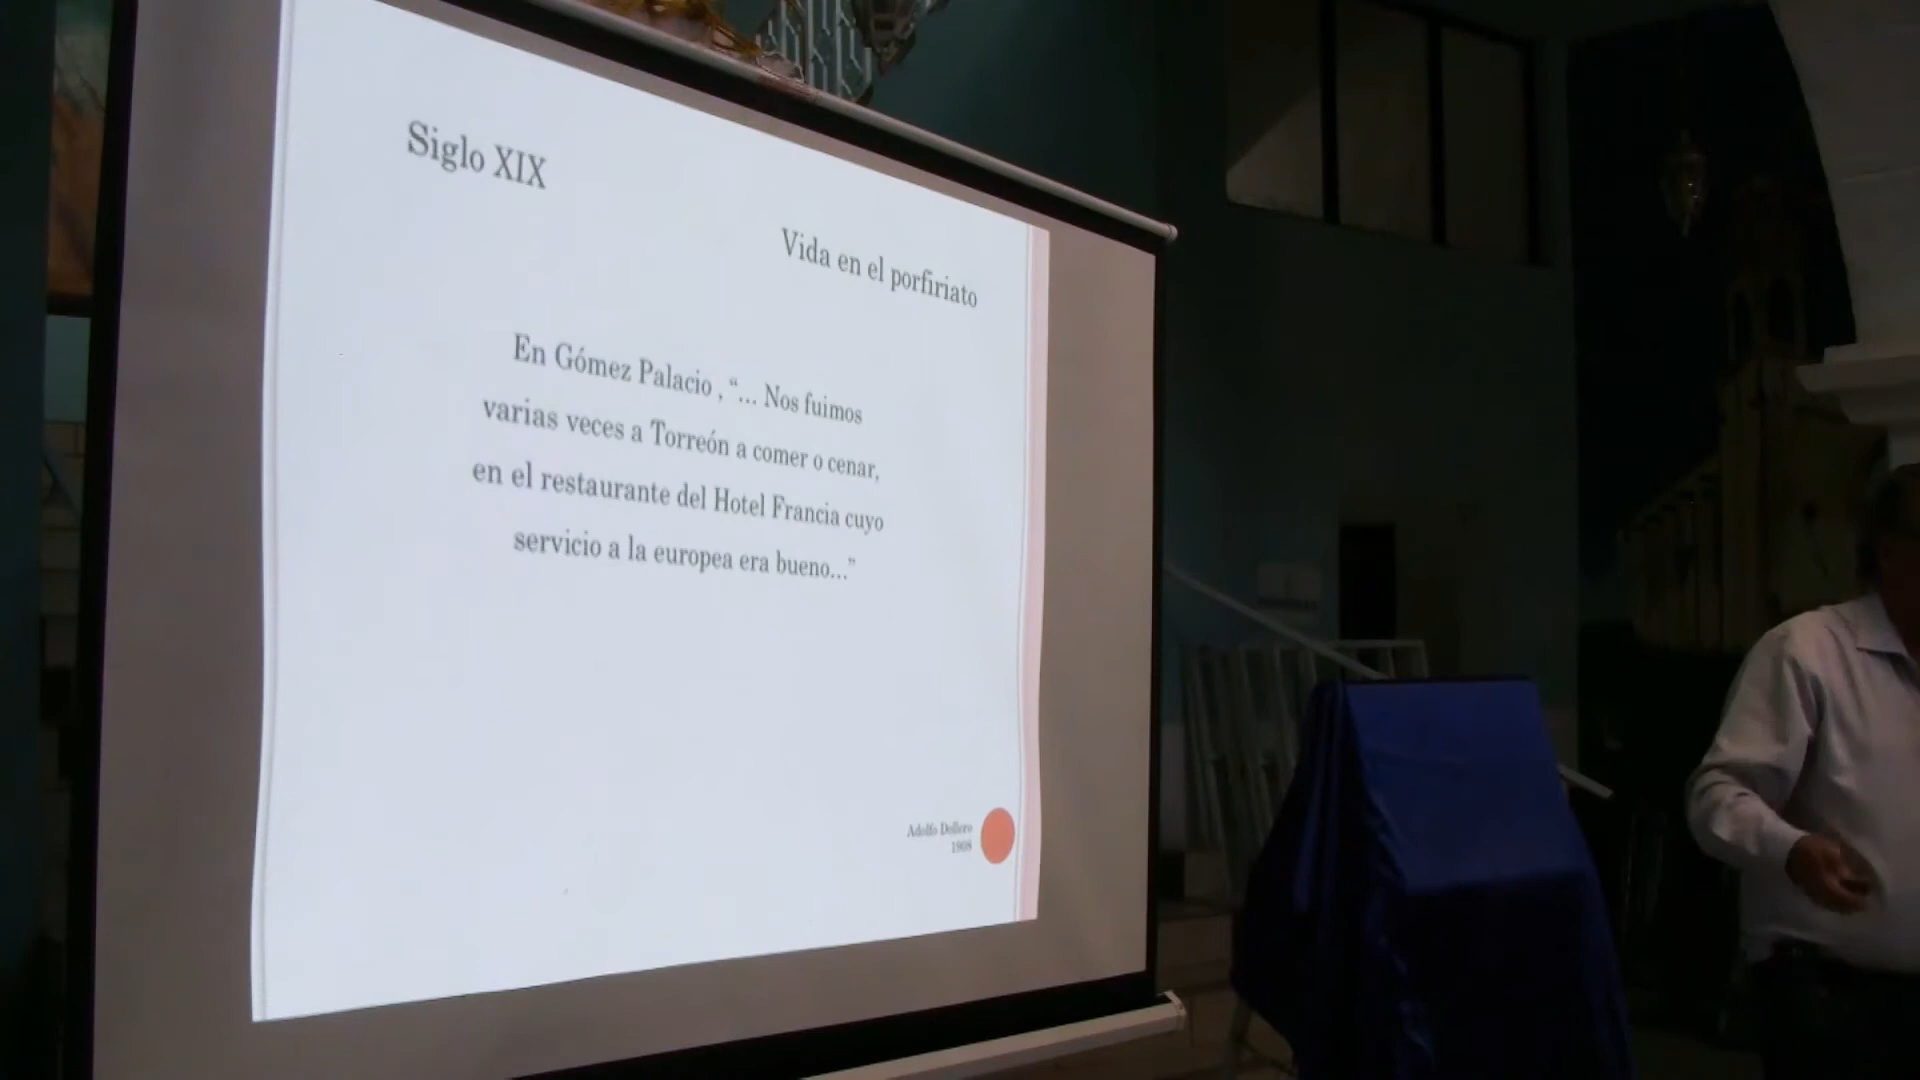 Siglo XIX
Vida en el porfiriato
En Gómez Palacio , “... Nos fuimos
varias veces a Torreón a comer o cenar,
en el restaurante del Hotel Francia cuyo
servicio a la europea era bueno...”
Adolfo Dollero
1908